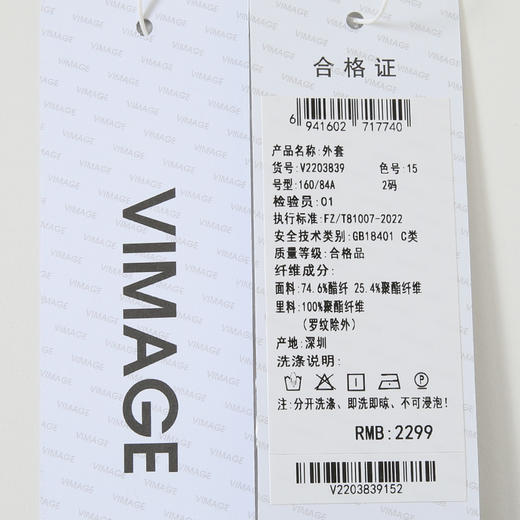 VIMAGE
合格证
6 941602 717740
产品名称:外套
货号:V2203839 色号:15
号型:160/84A 2码
检验员:01
执行标准:FZ/T81007-2022
安全技术类别:GB18401 C类
质量等级:合格品
纤维成分:
面料:74.6%醋纤 25.4%聚酯纤维
里料:100%聚酯纤维
(罗纹除外)
产地:深圳
洗涤说明:
注:分开洗涤、即洗即晾、不可浸泡!
RMB:2299
V2203839152